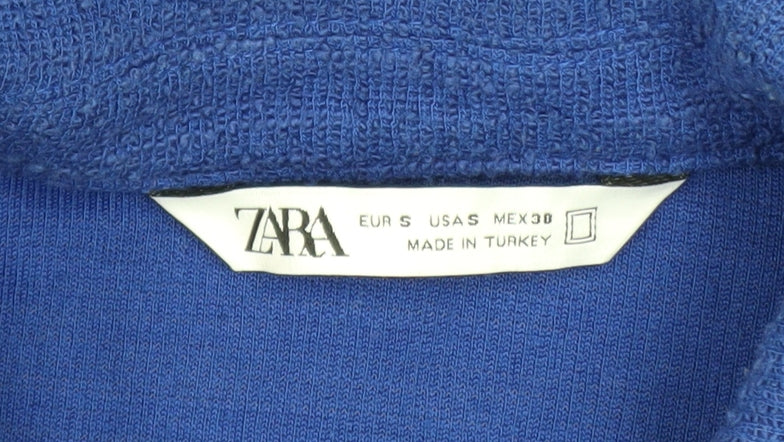 ZARA EUR S USA S MEX 30
MADE IN TURKEY